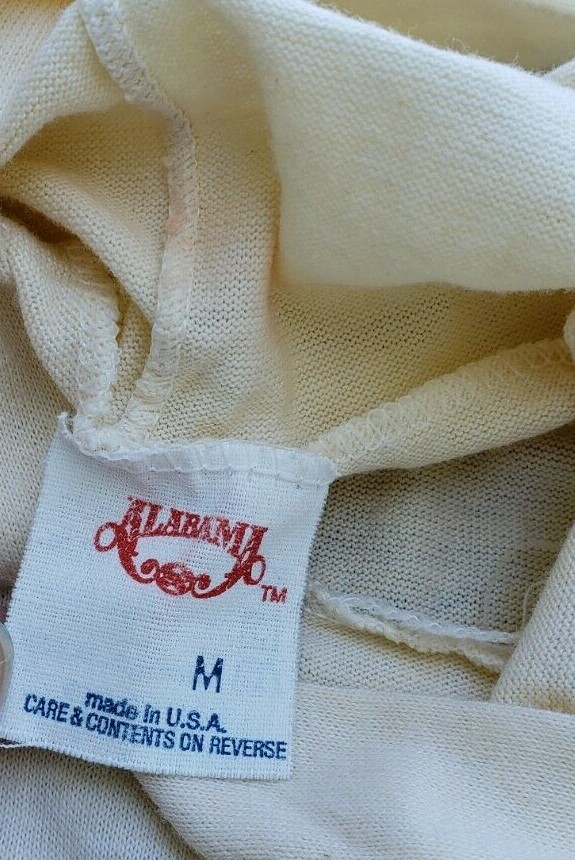 ALABAMA
TM
M
made in U.S.A.
CARE & CONTENTS ON REVERSE